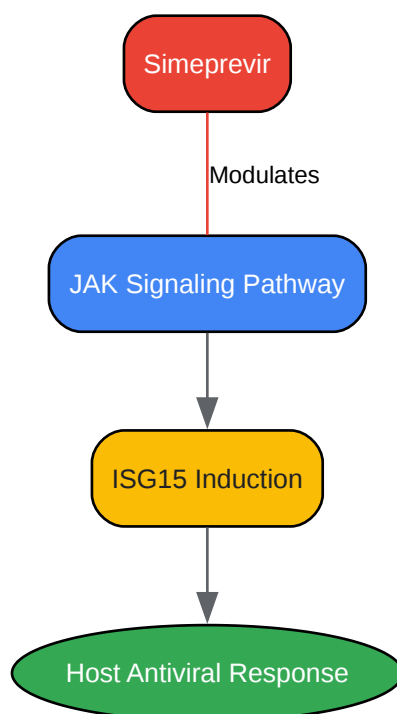 Simeprevir
Modulates
JAK Signaling Pathway
ISG15 Induction
Host Antiviral Response